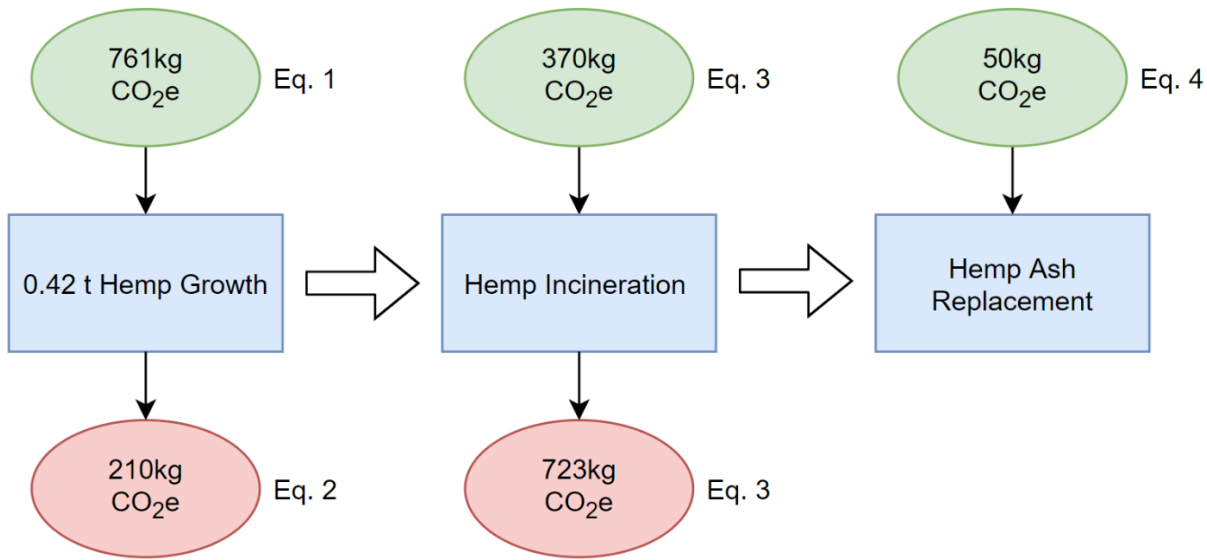 761kg
CO₂e
Eq. 1
370kg
CO₂e
Eq. 3
50kg
CO₂e
Eq. 4
0.42 t Hemp Growth
Hemp Incineration
Hemp Ash
Replacement
210kg
CO₂e
Eq. 2
723kg
CO₂e
Eq. 3